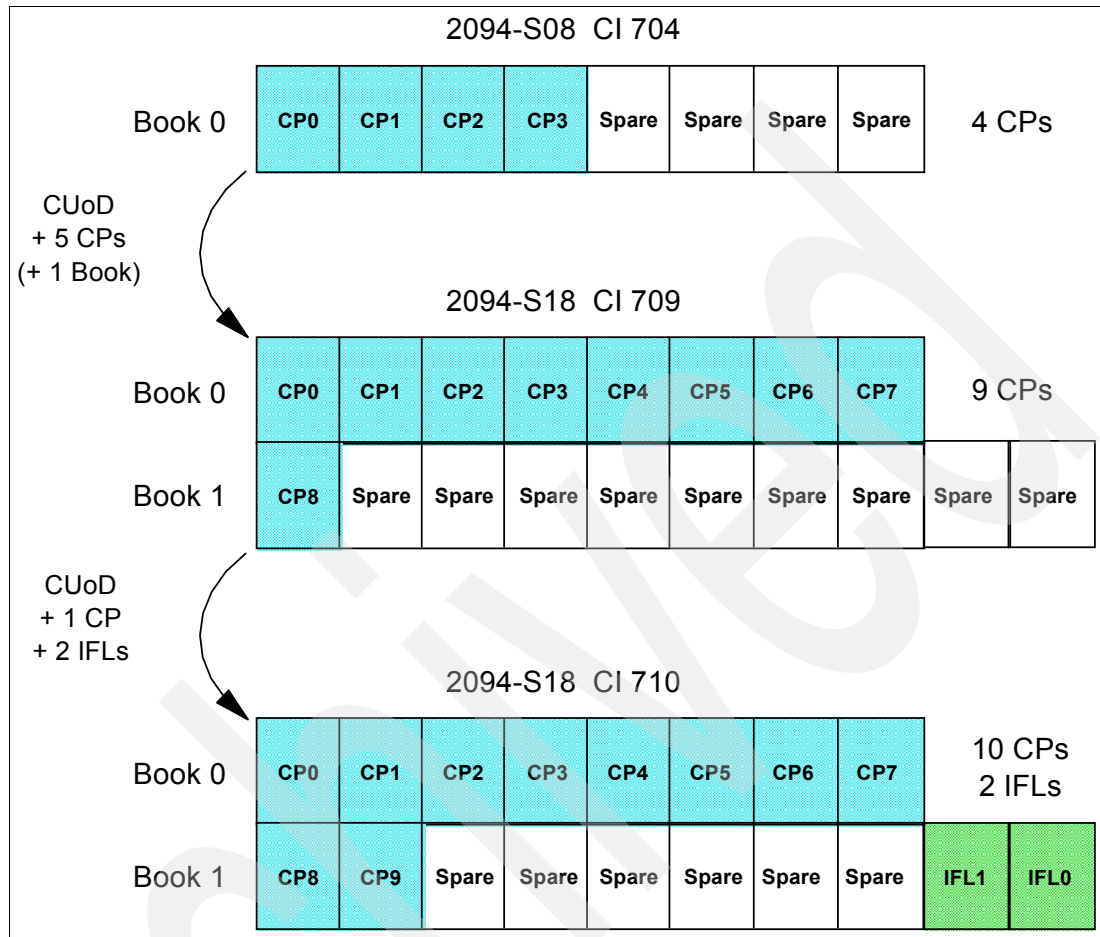 2094-S08 CI 704
Book 0 CP0 CP1 CP2 CP3 Spare Spare Spare Spare 4 CPs
CUoD
+ 5 CPs
(+ 1 Book)
2094-S18 CI 709
Book 0 CP0 CP1 CP2 CP3 CP4 CP5 CP6 CP7 9 CPs
Book 1 CP8 Spare Spare Spare Spare Spare Spare Spare Spare Spare
CUoD
+ 1 CP
+ 2 IFLs
2094-S18 CI 710
Book 0 CP0 CP1 CP2 CP3 CP4 CP5 CP6 CP7 10 CPs
2 IFLs
Book 1 CP8 CP9 Spare Spare Spare Spare Spare Spare IFL1 IFL0